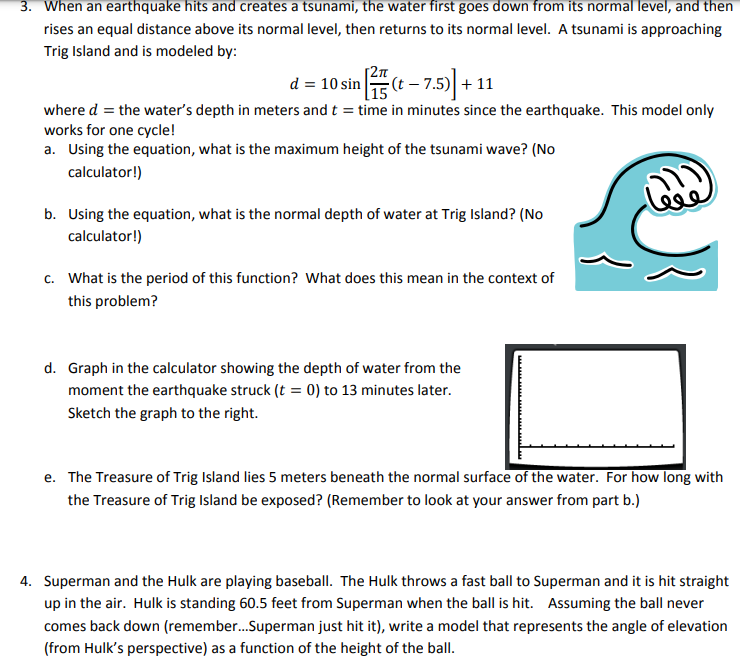 3. When an earthquake hits and creates a tsunami, the water first goes down from its normal level, and then
rises an equal distance above its normal level, then returns to its normal level. A tsunami is approaching
Trig Island and is modeled by:
d = 10 sin [2π/15 (t − 7.5)] + 11
where d = the water's depth in meters and t = time in minutes since the earthquake. This model only
works for one cycle!
a. Using the equation, what is the maximum height of the tsunami wave? (No
calculator!)
b. Using the equation, what is the normal depth of water at Trig Island? (No
calculator!)
c. What is the period of this function? What does this mean in the context of
this problem?
d. Graph in the calculator showing the depth of water from the
moment the earthquake struck (t = 0) to 13 minutes later.
Sketch the graph to the right.
e. The Treasure of Trig Island lies 5 meters beneath the normal surface of the water. For how long with
the Treasure of Trig Island be exposed? (Remember to look at your answer from part b.)
4. Superman and the Hulk are playing baseball. The Hulk throws a fast ball to Superman and it is hit straight
up in the air. Hulk is standing 60.5 feet from Superman when the ball is hit. Assuming the ball never
comes back down (remember...Superman just hit it), write a model that represents the angle of elevation
(from Hulk's perspective) as a function of the height of the ball.